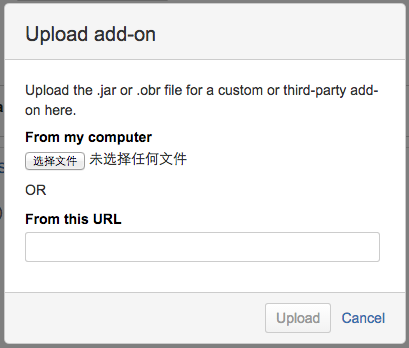 Upload add-on
Upload the .jar or .obr file for a custom or third-party add-
on here.
From my computer
选择文件 未选择任何文件
OR
From this URL
Upload Cancel